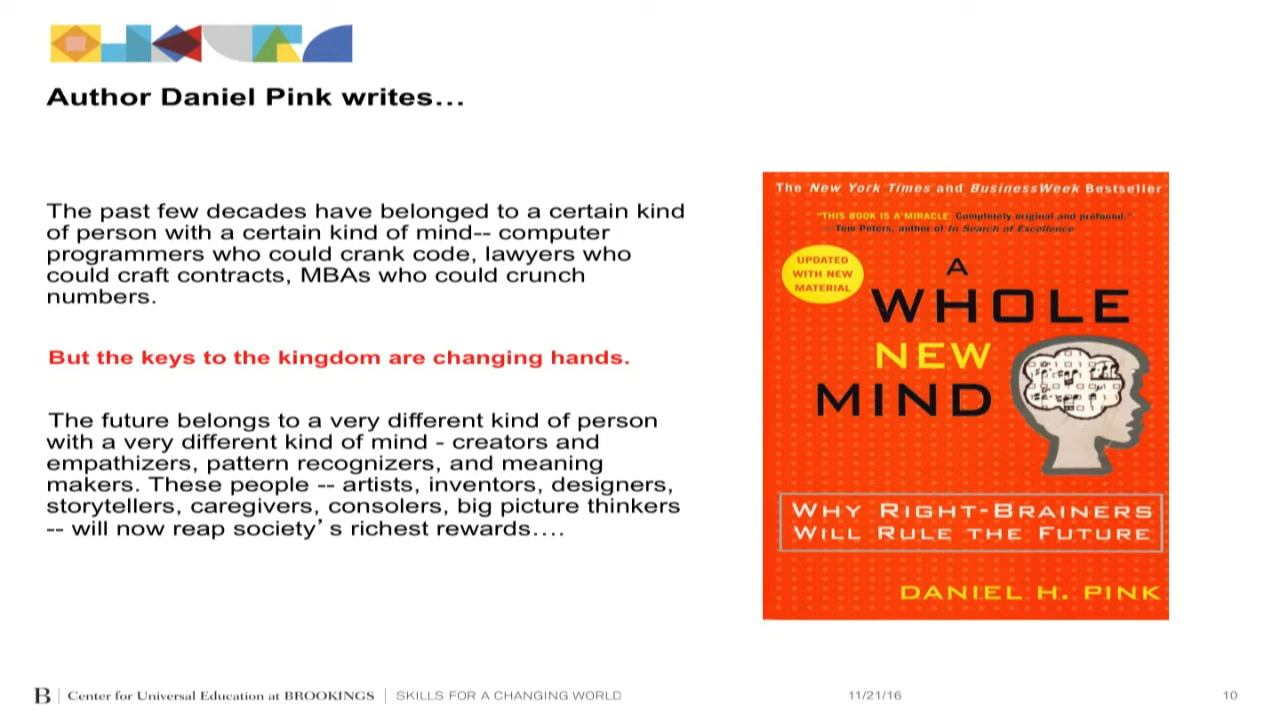 Author Daniel Pink writes…
The past few decades have belonged to a certain kind
of person with a certain kind of mind-- computer
programmers who could crank code, lawyers who
could craft contracts, MBAs who could crunch
numbers.
But the keys to the kingdom are changing hands.
The future belongs to a very different kind of person
with a very different kind of mind - creators and
empathizers, pattern recognizers, and meaning
makers. These people -- artists, inventors, designers,
storytellers, caregivers, consolers, big picture thinkers
-- will now reap society’s richest rewards….
The New York Times and BusinessWeek Bestseller
"THIS BOOK IS A MIRACLE. Completely original and profound."
—Tom Peters, author of In Search of Excellence
UPDATED
WITH NEW
MATERIAL
A
WHOLE
NEW
MIND
WHY RIGHT-BRAINERS
WILL RULE THE FUTURE
DANIEL H. PINK
B | Center for Universal Education at BROOKINGS | SKILLS FOR A CHANGING WORLD
11/21/16
10